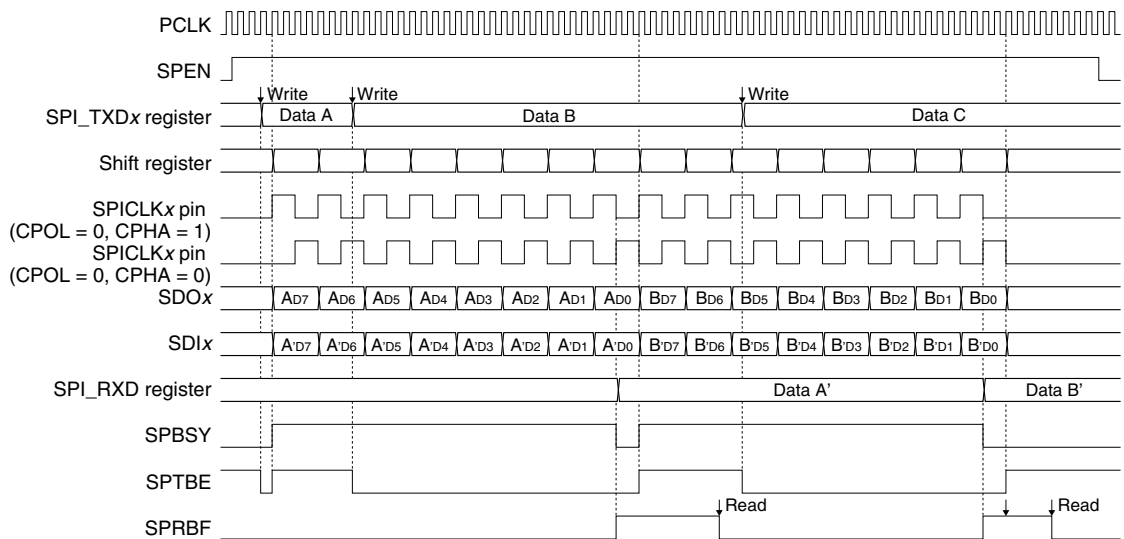 PCLK
SPEN
Write Write Write
SPI_TXDx register Data A Data B Data C
Shift register
SPICLKx pin
(CPOL = 0, CPHA = 1)
SPICLKx pin
(CPOL = 0, CPHA = 0)
SDOx AD7 AD6 AD5 AD4 AD3 AD2 AD1 AD0 BD7 BD6 BD5 BD4 BD3 BD2 BD1 BD0
SDIx A'D7 A'D6 A'D5 A'D4 A'D3 A'D2 A'D1 A'D0 B'D7 B'D6 B'D5 B'D4 B'D3 B'D2 B'D1 B'D0
SPI_RXD register Data A' Data B'
SPBSY
SPTBE
Read Read
SPRBF